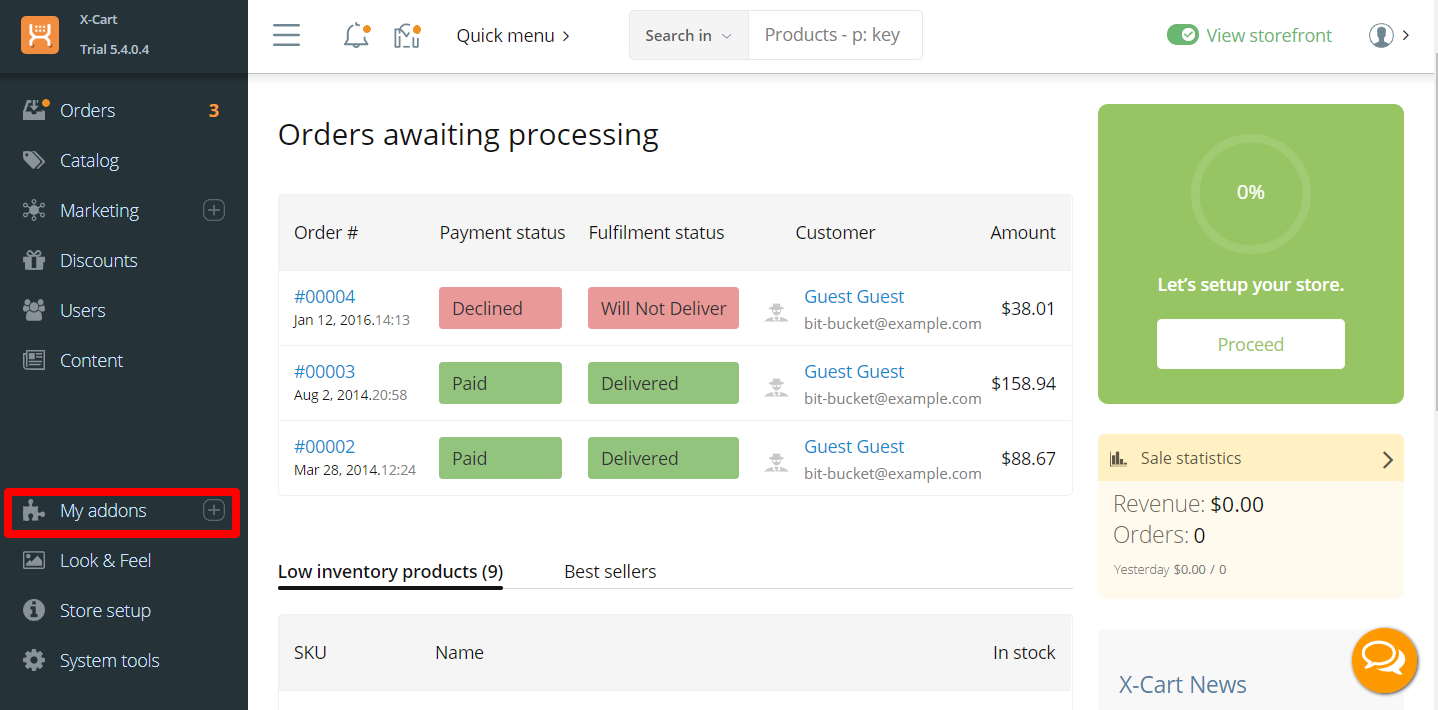 X-Cart
Trial 5.4.0.4
Quick menu
Search in
Products - p: key
View storefront
Orders 3
Catalog
Marketing
Discounts
Users
Content
My addons
Look & Feel
Store setup
System tools
Orders awaiting processing
Order # Payment status Fulfilment status Customer Amount
#00004 Declined Will Not Deliver Guest Guest $38.01
Jan 12, 2016.14:13 bit-bucket@example.com
#00003 Paid Delivered Guest Guest $158.94
Aug 2, 2014.20:58 bit-bucket@example.com
#00002 Paid Delivered Guest Guest $88.67
Mar 28, 2014.12:24 bit-bucket@example.com
Low inventory products (9) Best sellers
SKU Name In stock
0%
Let's setup your store.
Proceed
Sale statistics
Revenue: $0.00
Orders: 0
Yesterday $0.00 / 0
X-Cart News